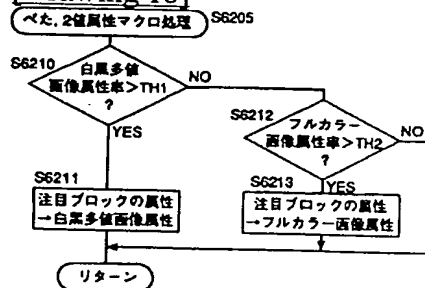 べた，2値属性マクロ処理
S6205
S6210
白黒多値
画像属性率>TH1
?
NO
YES
S6212
フルカラー
画像属性率>TH2
?
NO
YES
S6211
注目ブロックの属性
→白黒多値画像属性
S6213
注目ブロックの属性
→フルカラー画像属性
リターン